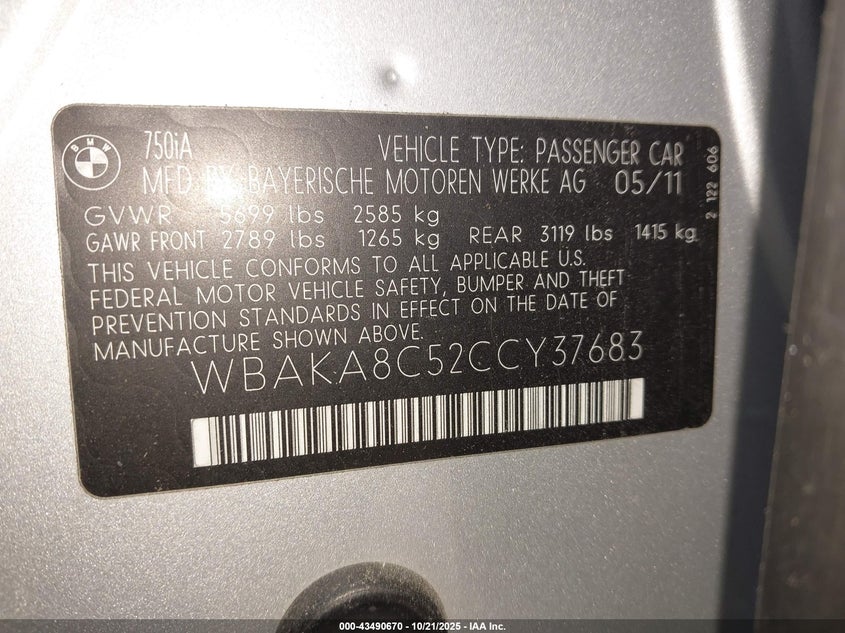 BMW
750iA VEHICLE TYPE: PASSENGER CAR
MFD BY BAYERISCHE MOTOREN WERKE AG 05/11
GVWR 5699 lbs 2585 kg
GAWR FRONT 2789 lbs 1265 kg REAR 3119 lbs 1415 kg
THIS VEHICLE CONFORMS TO ALL APPLICABLE U.S.
FEDERAL MOTOR VEHICLE SAFETY, BUMPER AND THEFT
PREVENTION STANDARDS IN EFFECT ON THE DATE OF
MANUFACTURE SHOWN ABOVE.
WBAKA8C52CCY37683
2 122 606
000-43490670 - 10/21/2025 - IAA Inc.